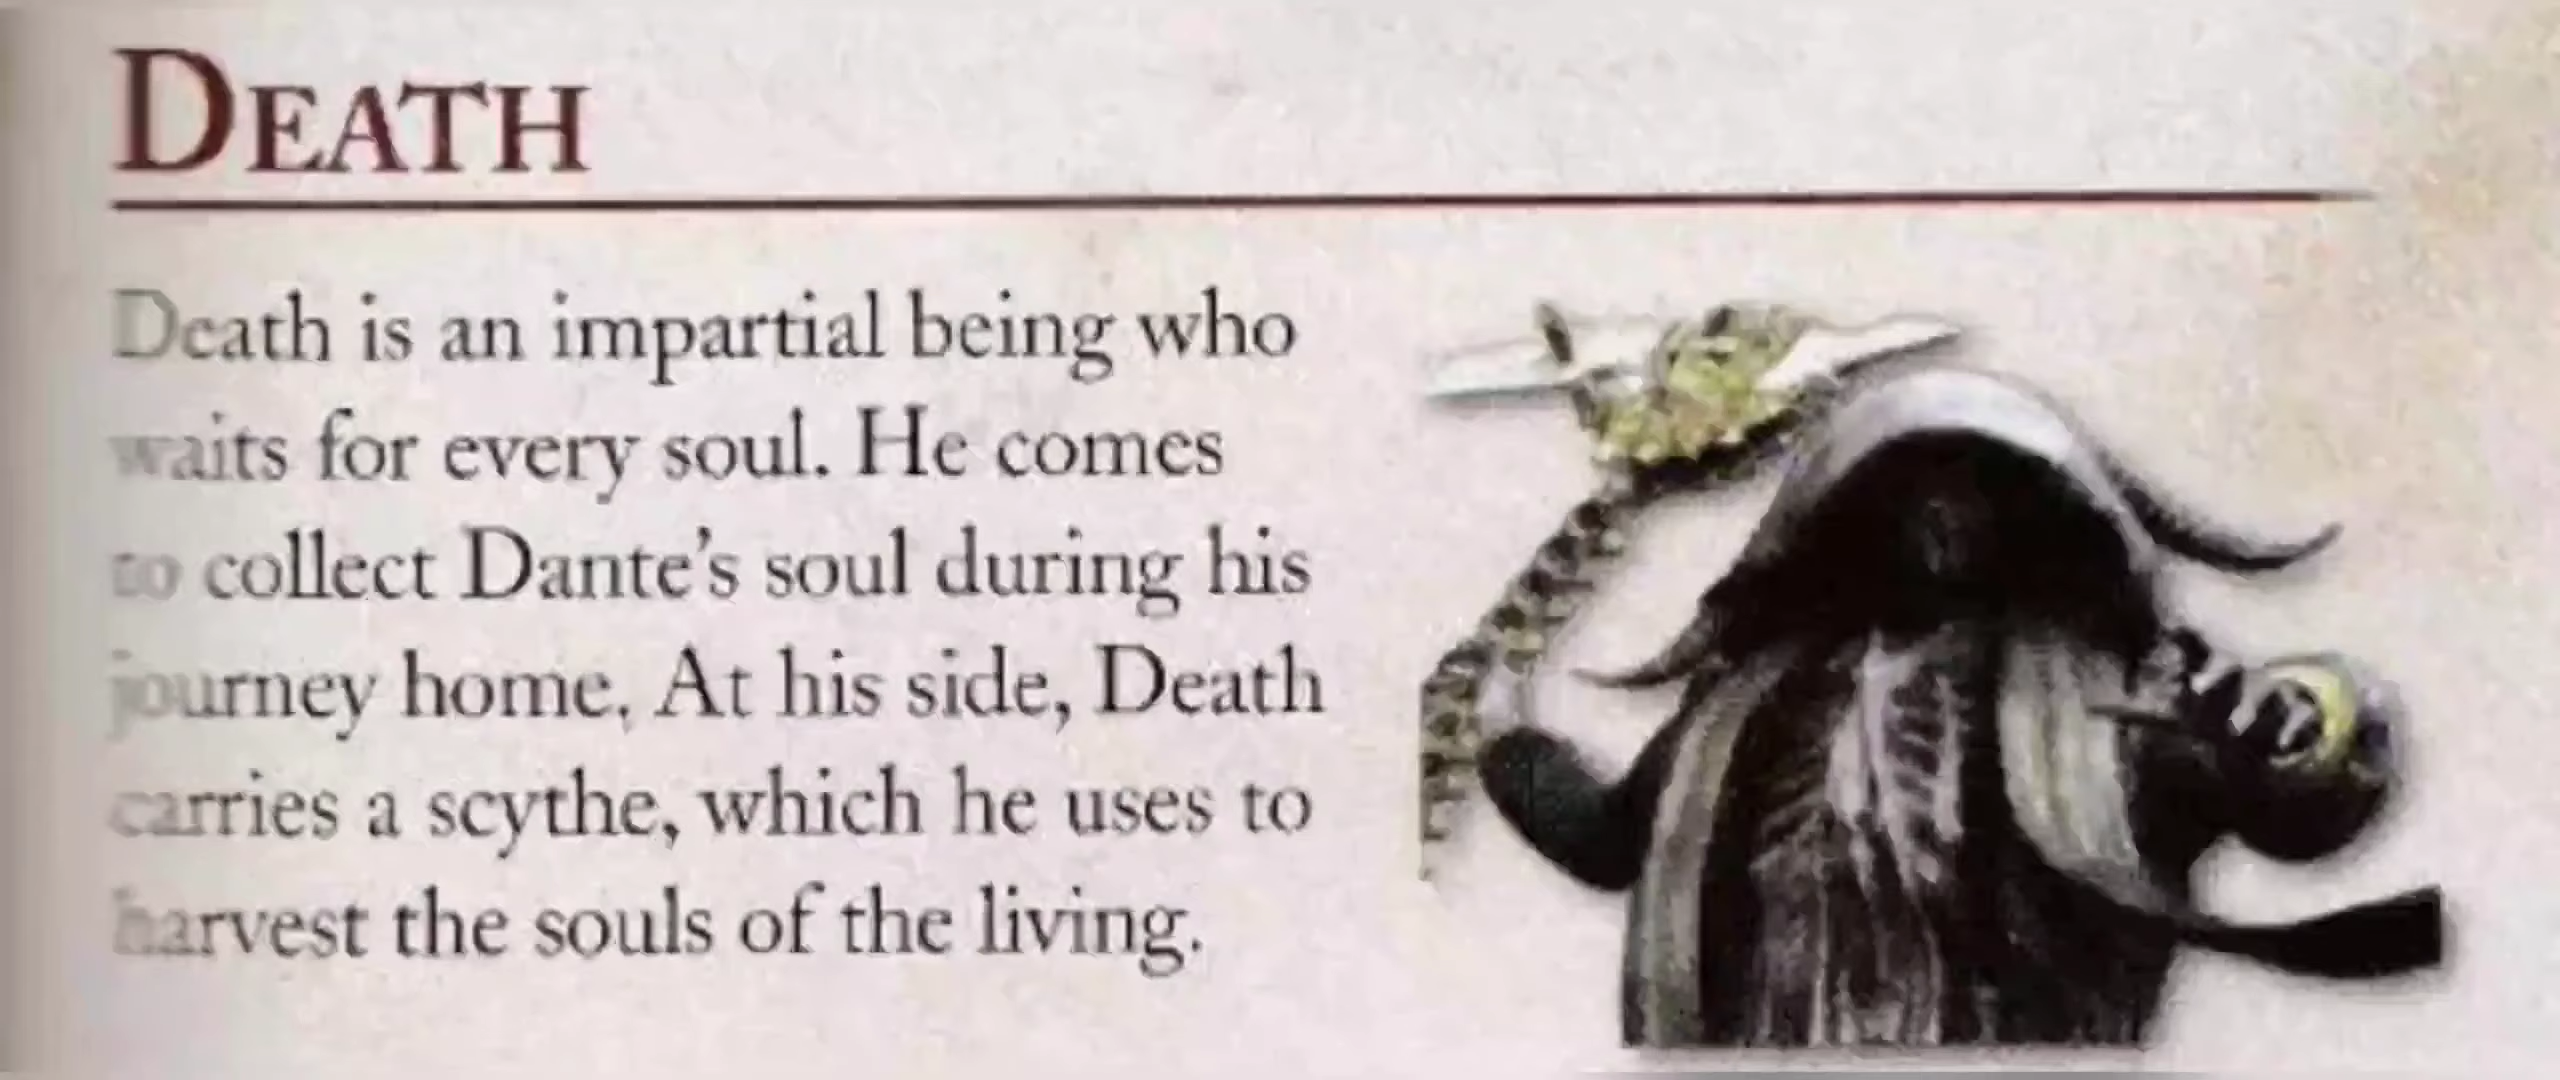 DEATH
Death is an impartial being who
waits for every soul. He comes
to collect Dante's soul during his
journey home. At his side, Death
carries a scythe, which he uses to
harvest the souls of the living.